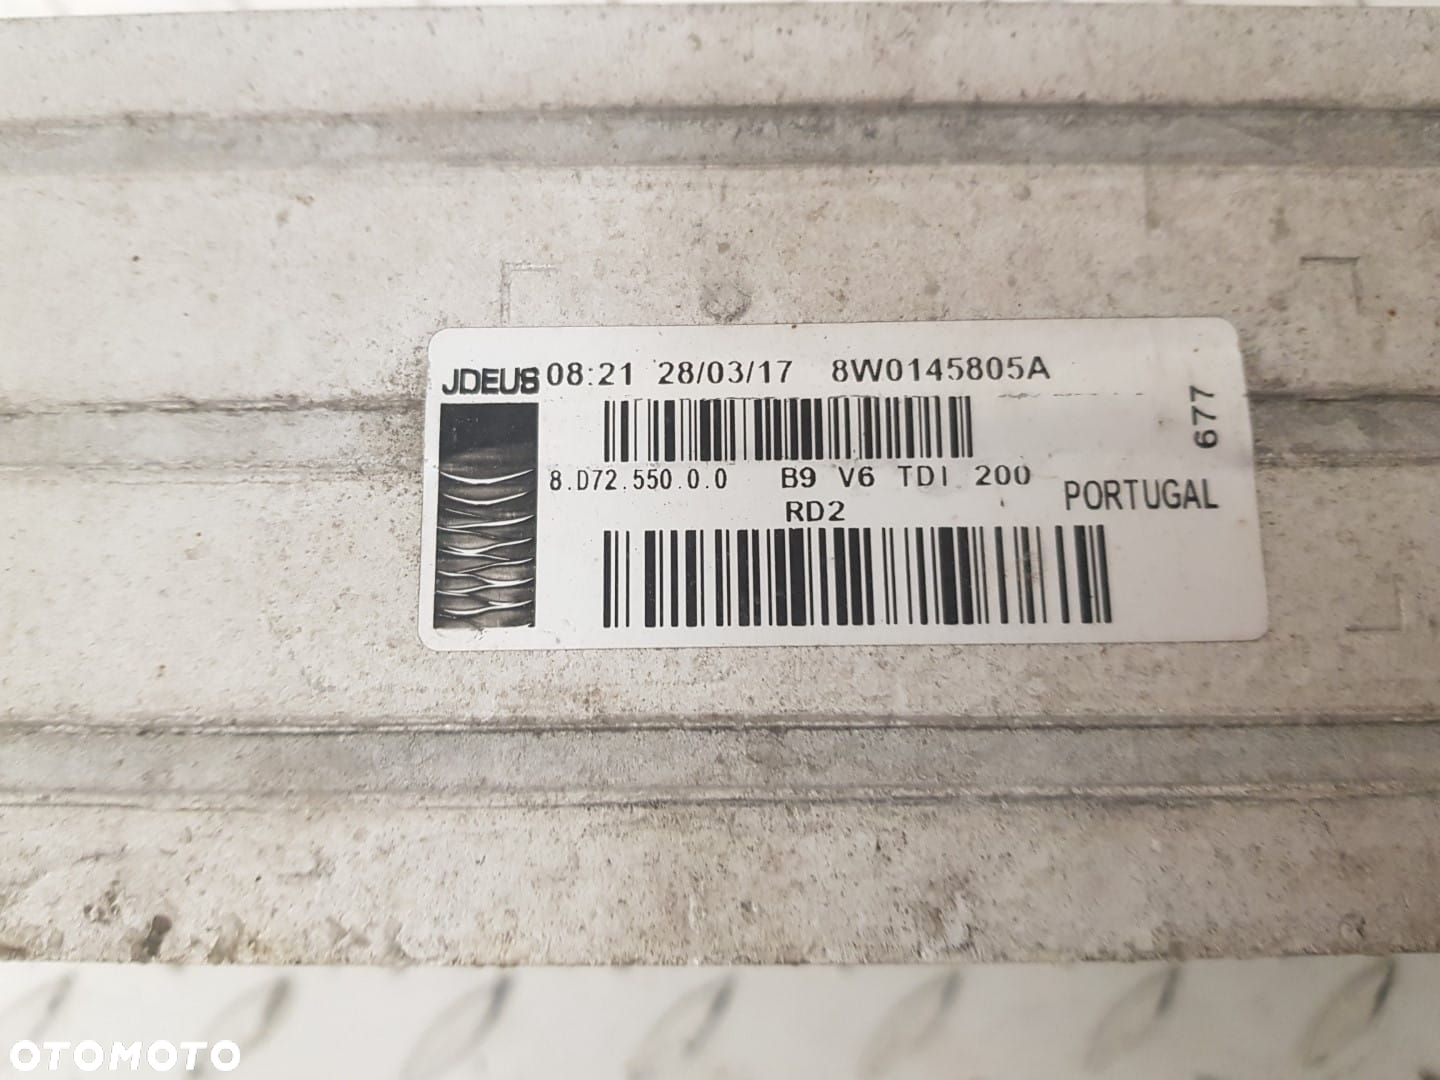 JDEUS 08:21 28/03/17 8W0145805A
677
8.D72.550.0.0 B9 V6 TDI 200
RD2
PORTUGAL
OTOMOTO